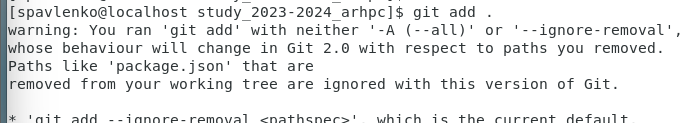 [spavlenko@localhost study_2023-2024_arhpc]$ git add .
warning: You ran 'git add' with neither '-A (--all)' or '--ignore-removal',
whose behaviour will change in Git 2.0 with respect to paths you removed.
Paths like 'package.json' that are
removed from your working tree are ignored with this version of Git.
* 'git add --ignore-removal <pathspec>', which is the current default,